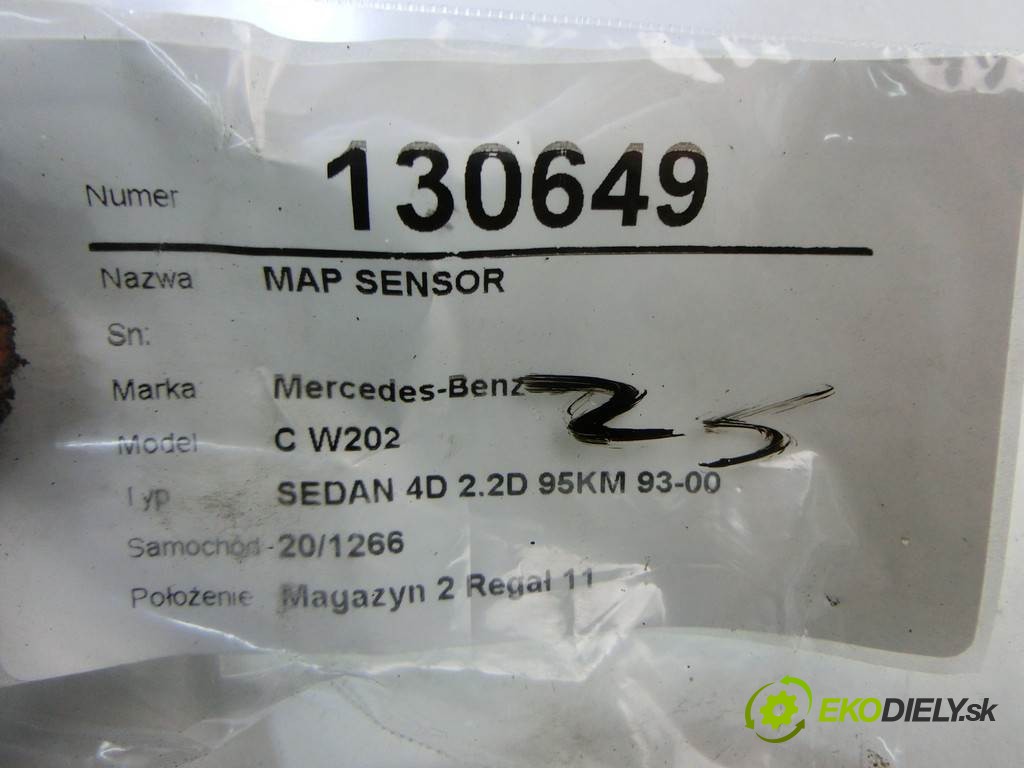 Numer 130649
Nazwa MAP SENSOR
Sn:
Marka Mercedes-Benz
25
Model C W202
Typ SEDAN 4D 2.2D 95KM 93-00
Samochód 20/1266
Położenie Magazyn 2 Regał 11
EKODIELY.sk